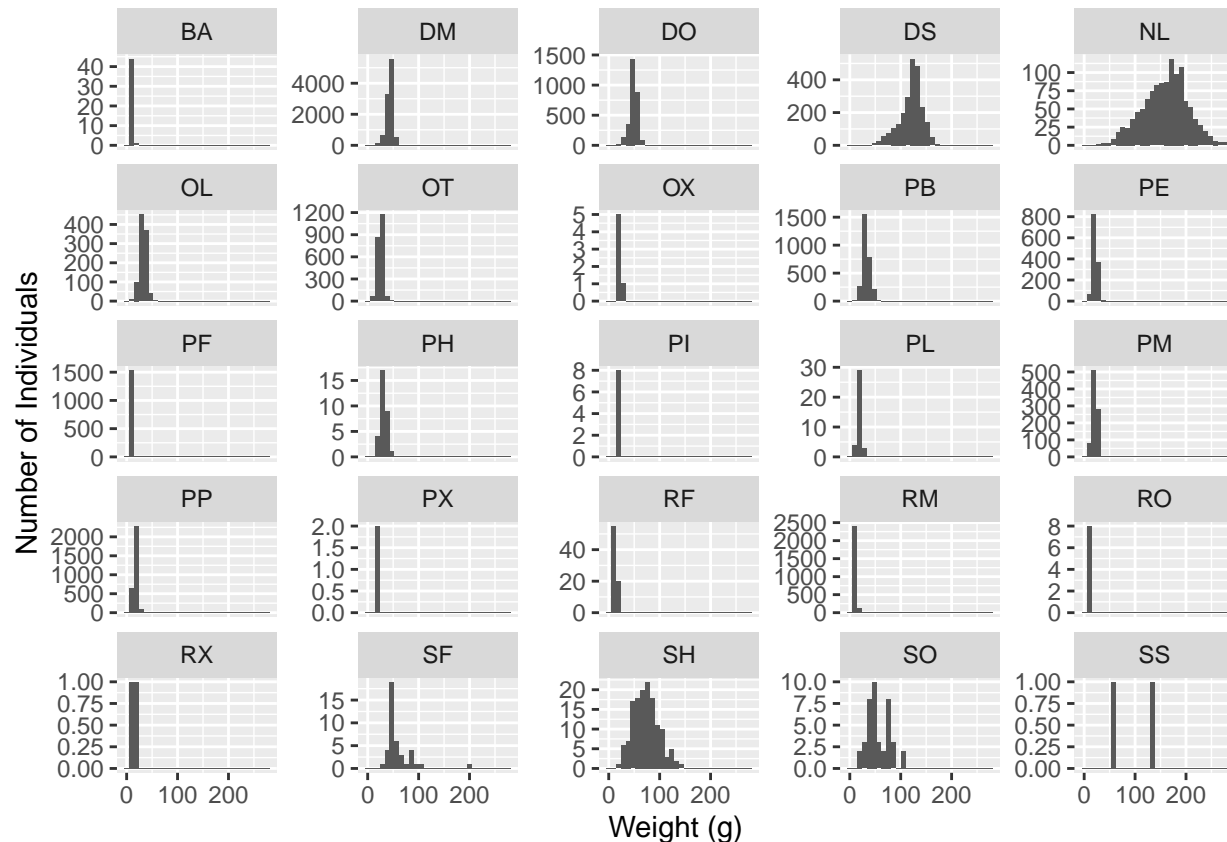 BA DM DO DS NL
40 30 20 10 0
4000 2000 0
1500 1000 500 0
400 200 0
100 75 50 25 0
OL OT OX PB PE
400 300 200 100 0
1200 900 600 300 0
5 4 3 2 1 0
1500 1000 500 0
800 600 400 200 0
PF PH PI PL PM
1500 1000 500 0
15 10 5 0
8 6 4 2 0
30 20 10 0
500 400 300 200 100 0
PP PX RF RM RO
2000 1500 1000 500 0
2.0 1.5 1.0 0.5 0.0
40 20 0
2500 2000 1500 1000 500 0
8 6 4 2 0
RX SF SH SO SS
1.00 0.75 0.50 0.25 0.00
15 10 5 0
20 15 10 5 0
10.0 7.5 5.0 2.5 0.0
1.00 0.75 0.50 0.25 0.00
0 100 200 0 100 200 0 100 200 0 100 200 0 100 200
Weight (g)
Number of Individuals